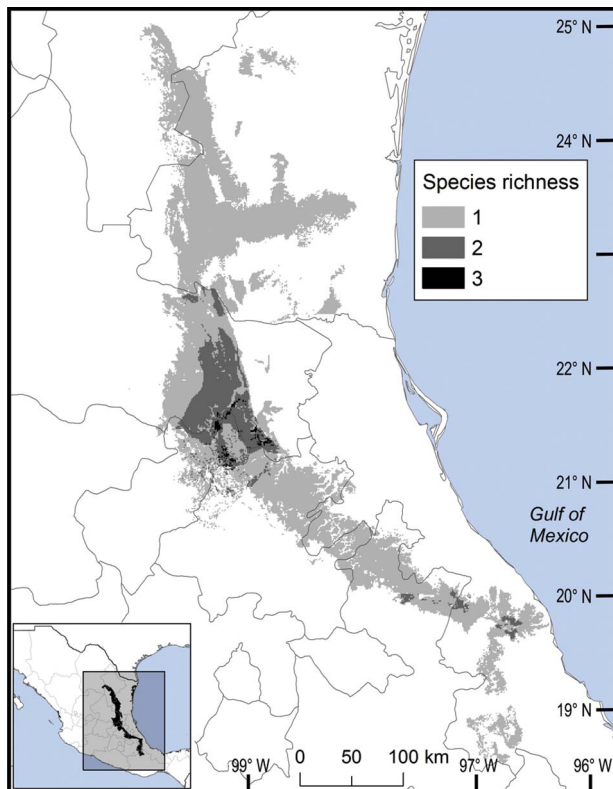 25° N
24° N
Species richness
1
2
3
22° N
21° N
Gulf of
Mexico
20° N
19° N
99° W
0 50 100 km
97° W
96° W